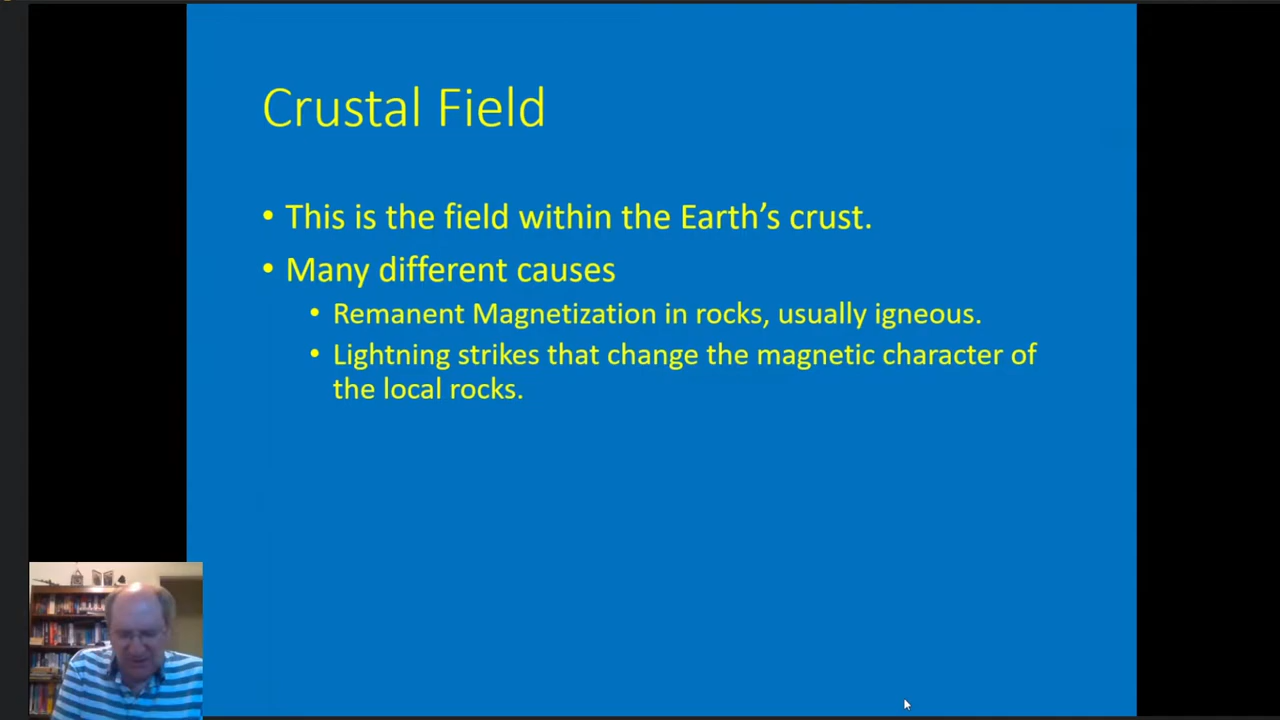 Crustal Field
• This is the field within the Earth’s crust.
• Many different causes
• Remanent Magnetization in rocks, usually igneous.
• Lightning strikes that change the magnetic character of
the local rocks.